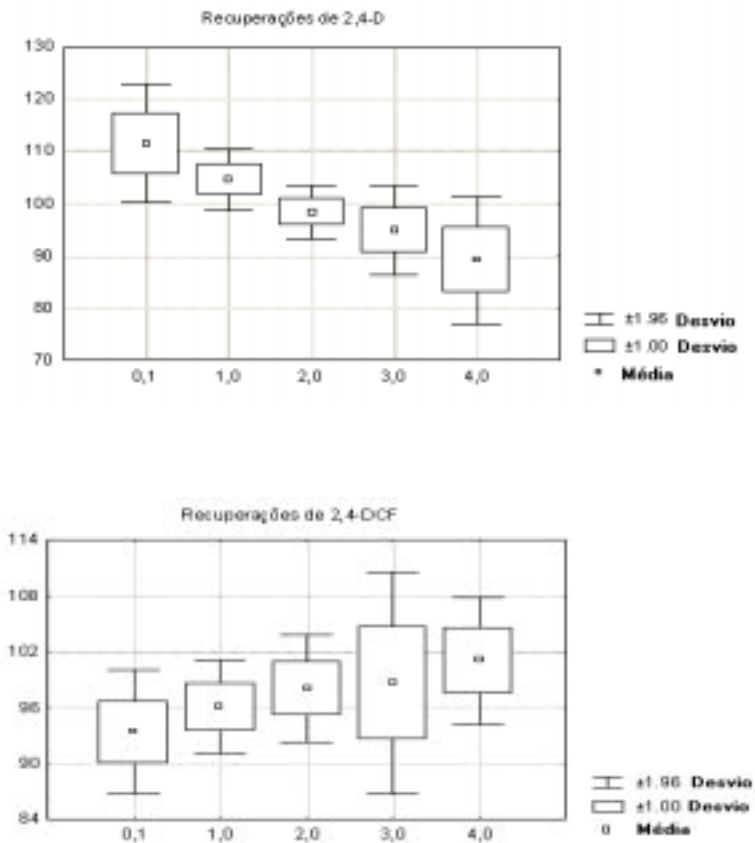 Recuperações de 2,4-D
130
120
110
100
90
80
70
0,1 1,0 2,0 3,0 4,0
±1.96 Desvio
±1.00 Desvio
Média
Recuperações de 2,4-DCF
114
108
102
96
90
84
0,1 1,0 2,0 3,0 4,0
±1.96 Desvio
±1.00 Desvio
Média